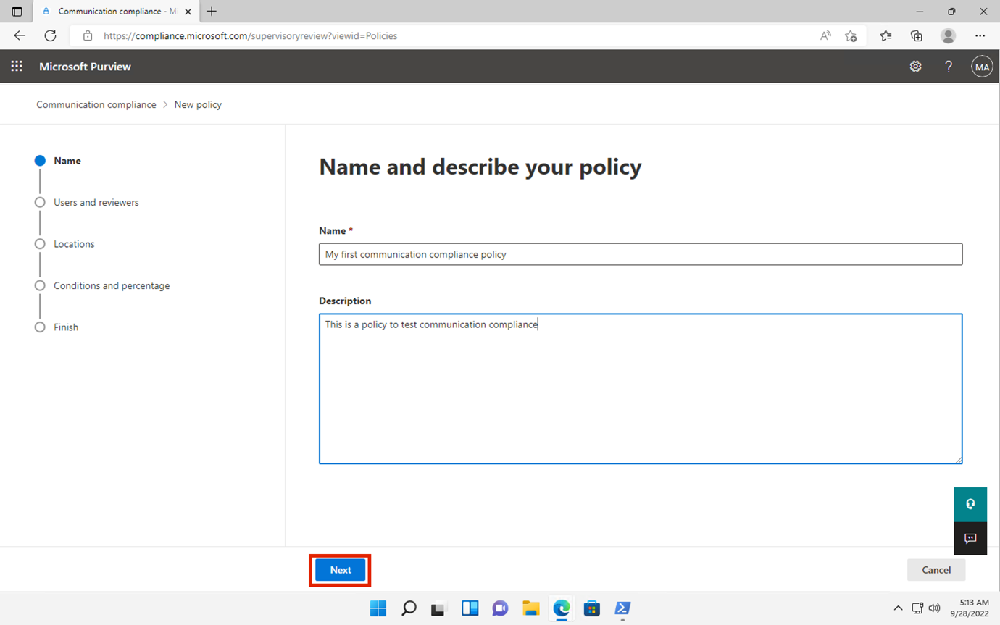 Communication compliance - Mi
https://compliance.microsoft.com/supervisoryreview?viewid=Policies
Microsoft Purview
MA
Communication compliance > New policy
Name
Users and reviewers
Locations
Conditions and percentage
Finish
Name and describe your policy
Name *
My first communication compliance policy
Description
This is a policy to test communication compliance
Next
Cancel
5:13 AM
9/28/2022